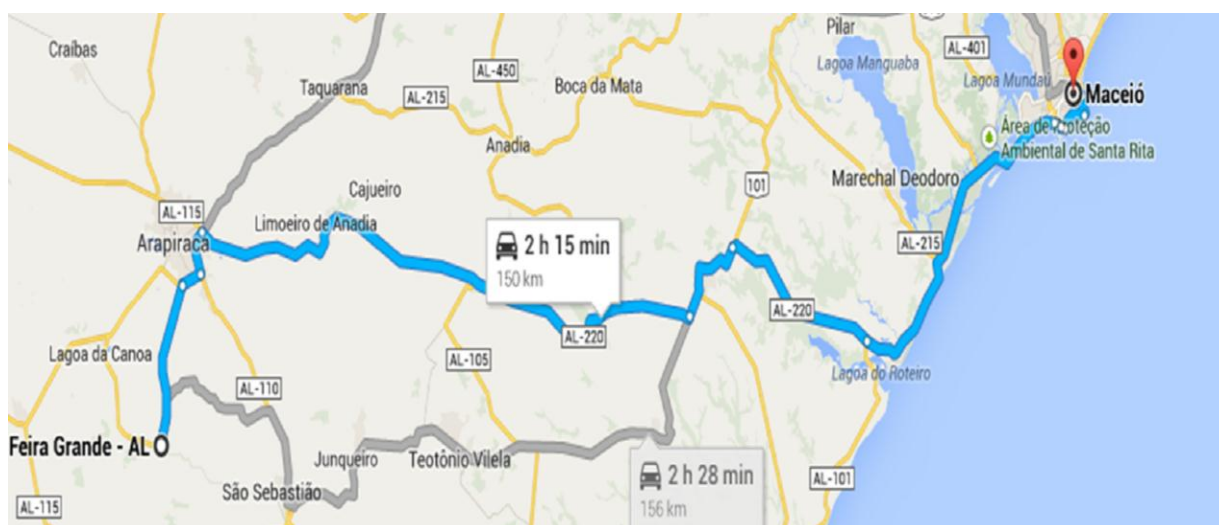 Craíbas
Pilar
AL-401
Lagoa Manguaba
Lagoa Mundaú
Taquarana
AL-215
AL-450
Boca da Mata
Maceió
Área de Proteção
Ambiental de Santa Rita
Anadia
Cajueiro
101
Marechal Deodoro
AL-115
Limoeiro de Anadia
Arapiraca
2 h 15 min
150 km
AL-215
AL-220
AL-220
Lagoa da Canoa
AL-105
Lagoa do Roteiro
AL-110
Feira Grande - AL
Junqueiro
Teotônio Vilela
2 h 28 min
156 km
AL-101
São Sebastião
AL-115